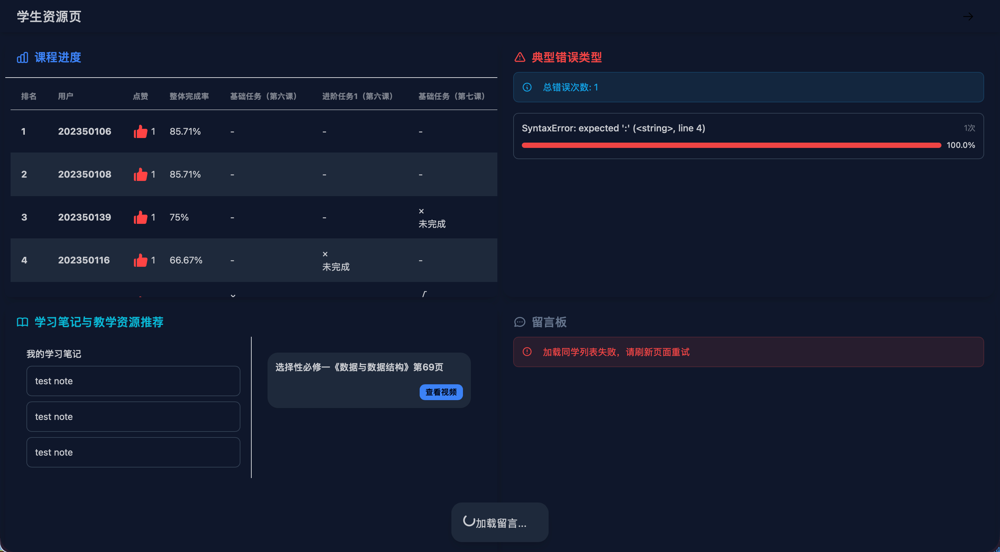 学生资源页
课程进度
排名 用户 点赞 整体完成率 基础任务（第六课） 进阶任务1（第六课） 基础任务（第七课）
1 202350106 1 85.71% - - -
2 202350108 1 85.71% - - -
3 202350139 1 75% - - × 未完成
4 202350116 1 66.67% - × 未完成 -
典型错误类型
总错误次数: 1
SyntaxError: expected ':' (<string>, line 4) 1次
100.0%
学习笔记与教学资源推荐
我的学习笔记
test note
test note
test note
选择性必修一《数据与数据结构》第69页
查看视频
留言板
加载同学列表失败，请刷新页面重试
加载留言...